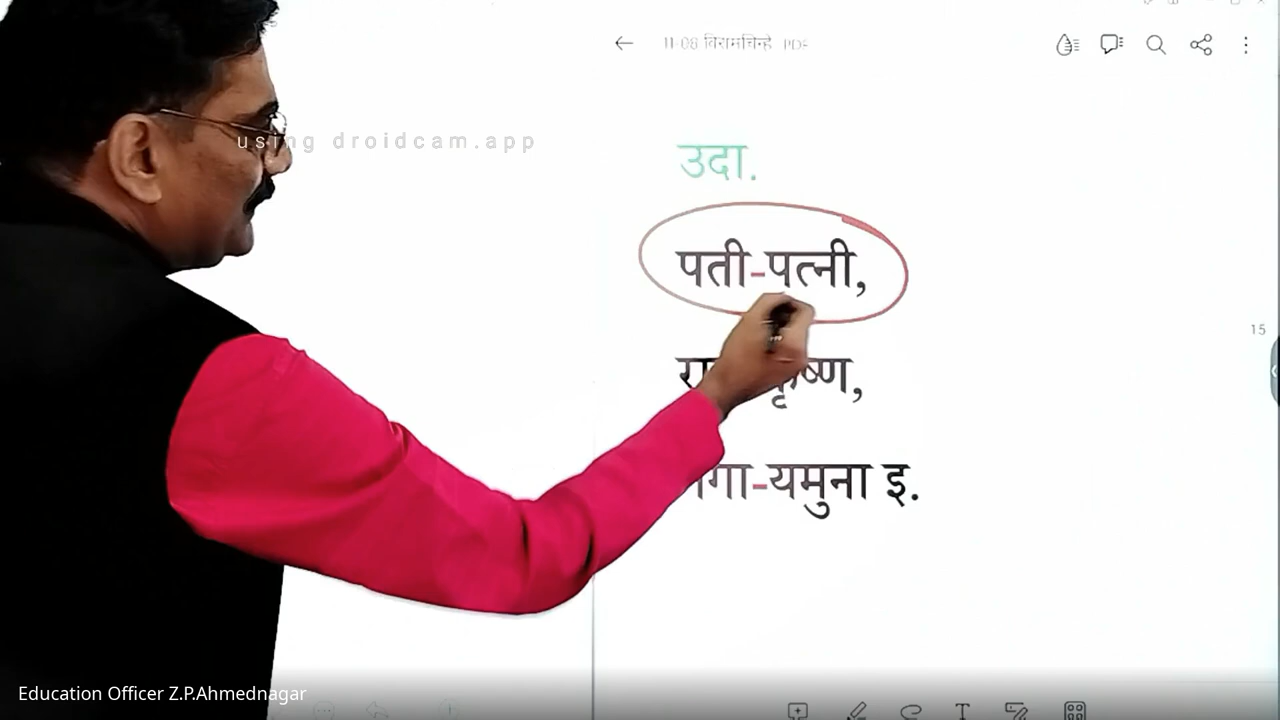 11-08 विरामचिन्हे PDF
using droidcam.app
उदा.
पती-पत्नी,
कृष्ण,
15
-यमुना इ.
T
Education Officer Z.P.Ahmednagar